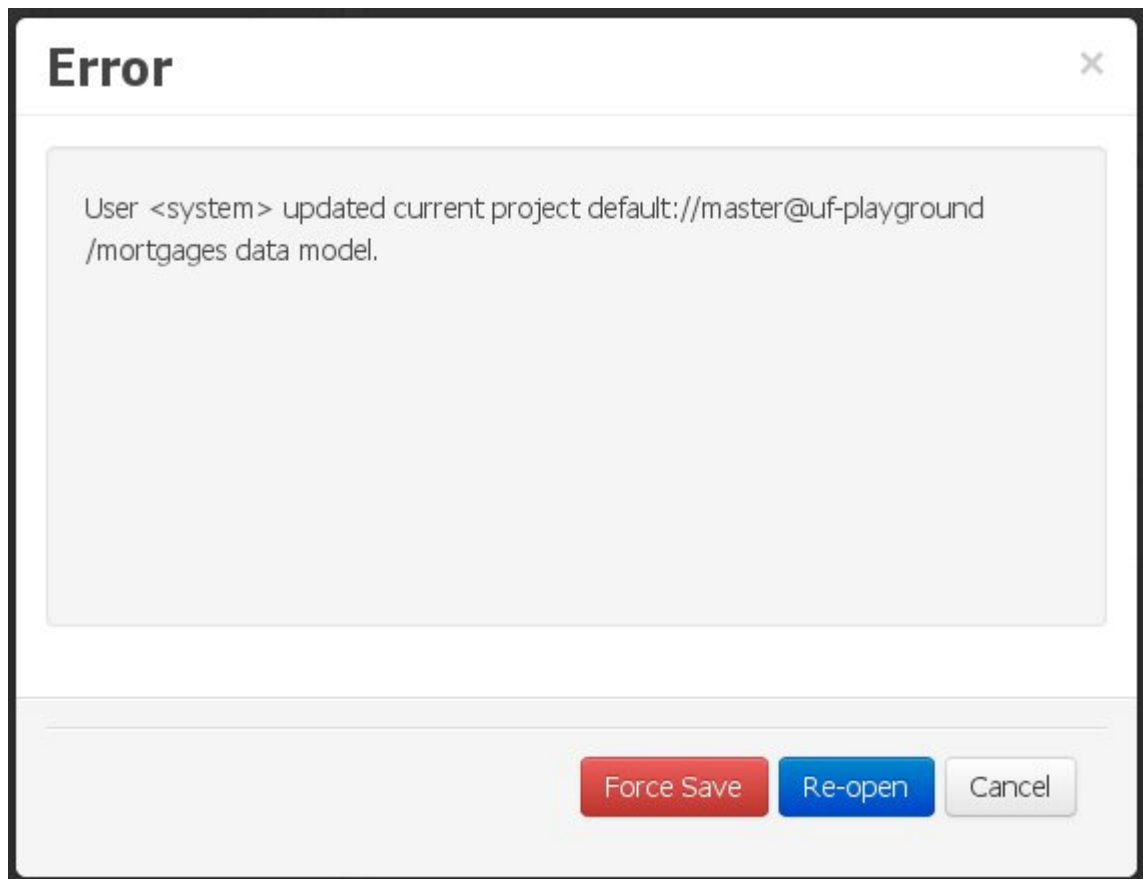 Error
×
User <system> updated current project default://master@uf-playground
/mortgages data model.
Force Save
Re-open
Cancel